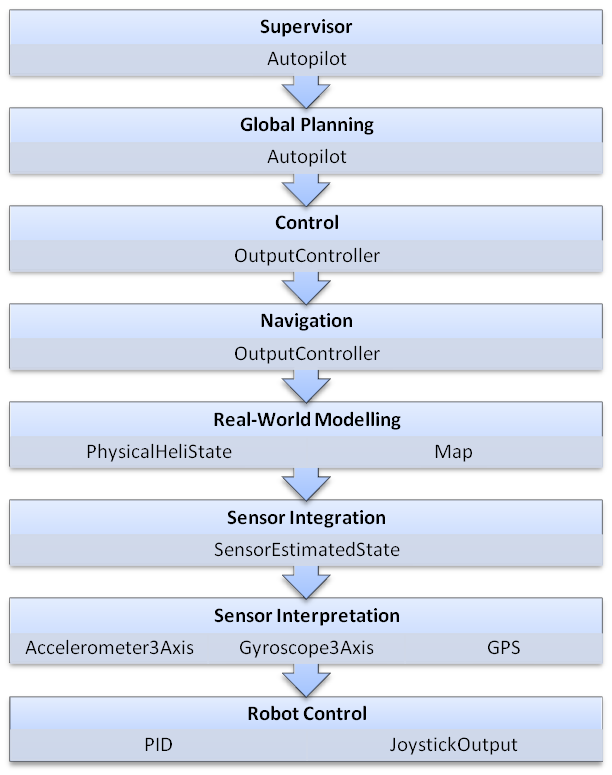 Supervisor
Autopilot
Global Planning
Autopilot
Control
OutputController
Navigation
OutputController
Real-World Modelling
PhysicalHeliState Map
Sensor Integration
SensorEstimatedState
Sensor Interpretation
Accelerometer3Axis Gyroscope3Axis GPS
Robot Control
PID JoystickOutput